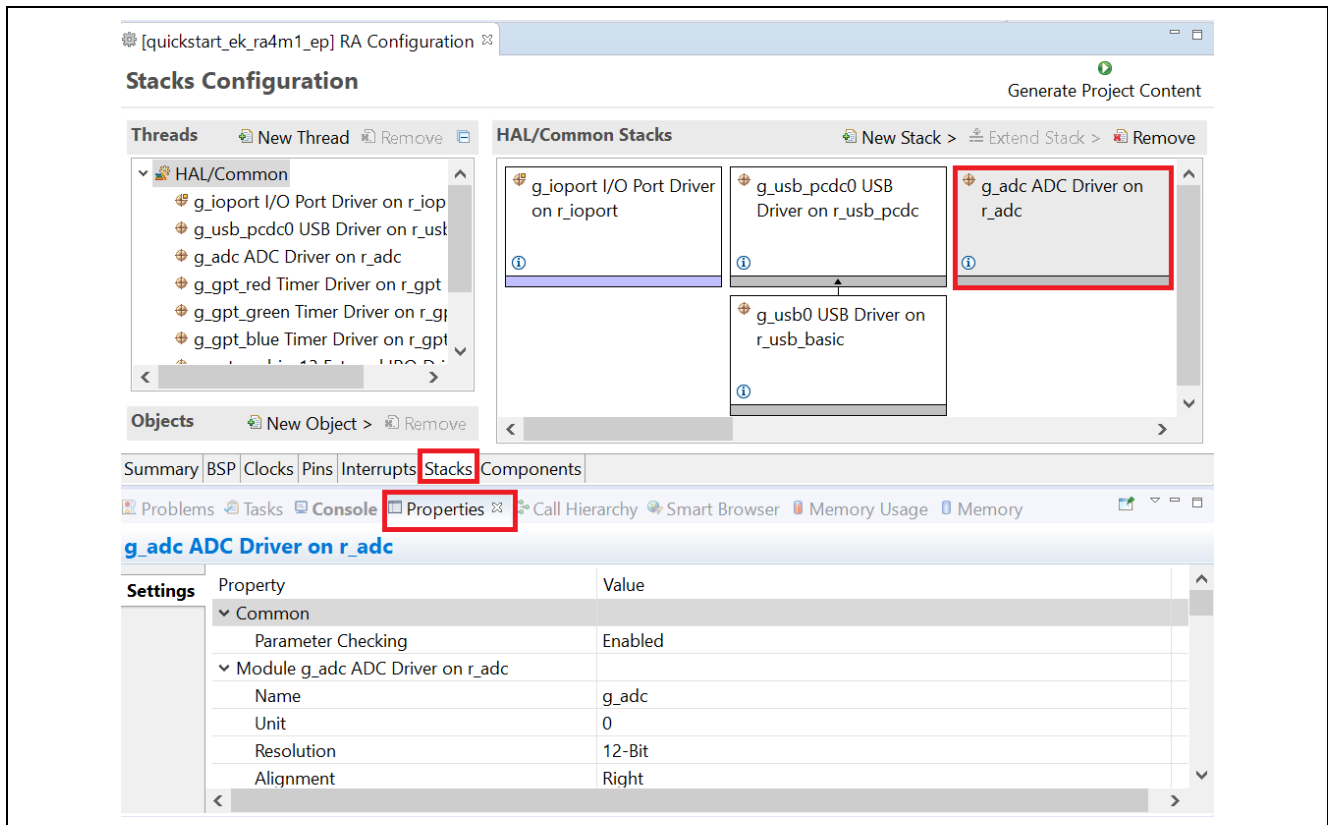 [quickstart_ek_ra4m1_ep] RA Configuration
Stacks Configuration
Generate Project Content
Threads New Thread Remove
HAL/Common Stacks New Stack > Extend Stack > Remove
HAL/Common
g_ioport I/O Port Driver on r_iop
g_usb_pcdc0 USB Driver on r_usb
g_adc ADC Driver on r_adc
g_gpt_red Timer Driver on r_gpt
g_gpt_green Timer Driver on r_gp
g_gpt_blue Timer Driver on r_gpt
g_ioport I/O Port Driver
on r_ioport
g_usb_pcdc0 USB
Driver on r_usb_pcdc
g_adc ADC Driver on
r_adc
g_usb0 USB Driver on
r_usb_basic
Objects New Object > Remove
Summary BSP Clocks Pins Interrupts Stacks Components
Problems Tasks Console Properties Call Hierarchy Smart Browser Memory Usage Memory
g_adc ADC Driver on r_adc
Settings
Property Value
Common
Parameter Checking Enabled
Module g_adc ADC Driver on r_adc
Name g_adc
Unit 0
Resolution 12-Bit
Alignment Right